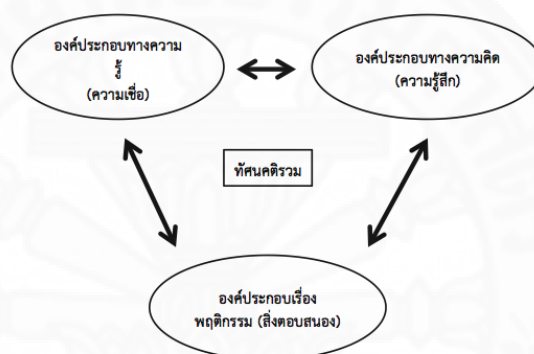 องค์ประกอบทางความ
รู้
(ความเชื่อ)
องค์ประกอบทางความคิด
(ความรู้สึก)
ทัศนคติรวม
องค์ประกอบเรื่อง
พฤติกรรม (สิ่งตอบสนอง)